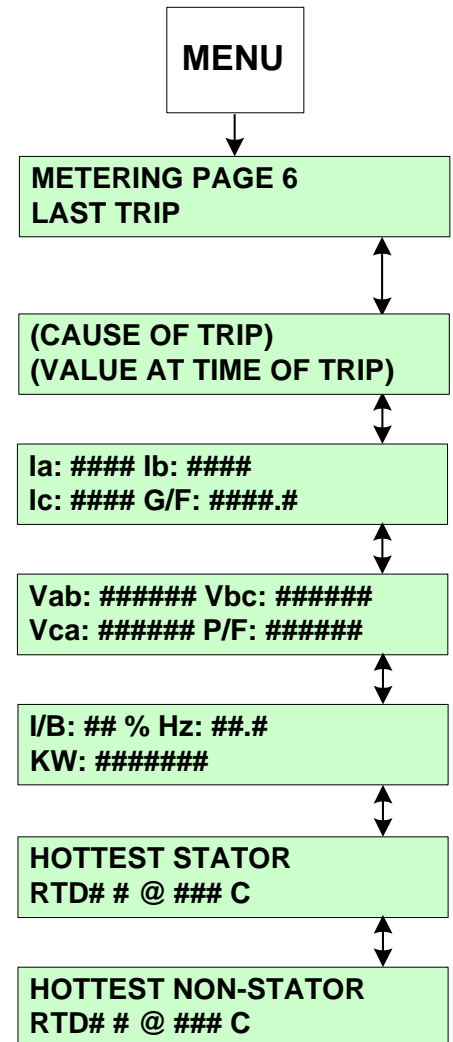 MENU
METERING PAGE 6
LAST TRIP
(CAUSE OF TRIP)
(VALUE AT TIME OF TRIP)
Ia: #### Ib: ####
Ic: #### G/F: ####.#
Vab: ###### Vbc: ######
Vca: ###### P/F: ######
I/B: ## % Hz: ##.#
KW: #######
HOTTEST STATOR
RTD# # @ ### C
HOTTEST NON-STATOR
RTD# # @ ### C